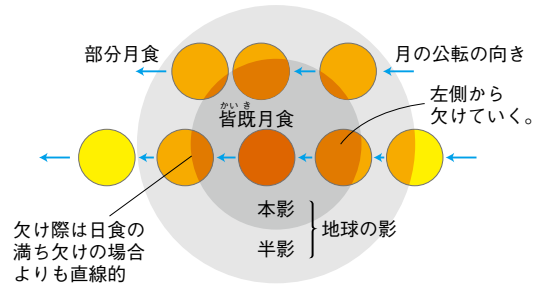 部分月食
月の公転の向き
かいき
皆既月食
左側から
欠けていく。
本影
半影
地球の影
欠け際は日食の
満ち欠けの場合
よりも直線的